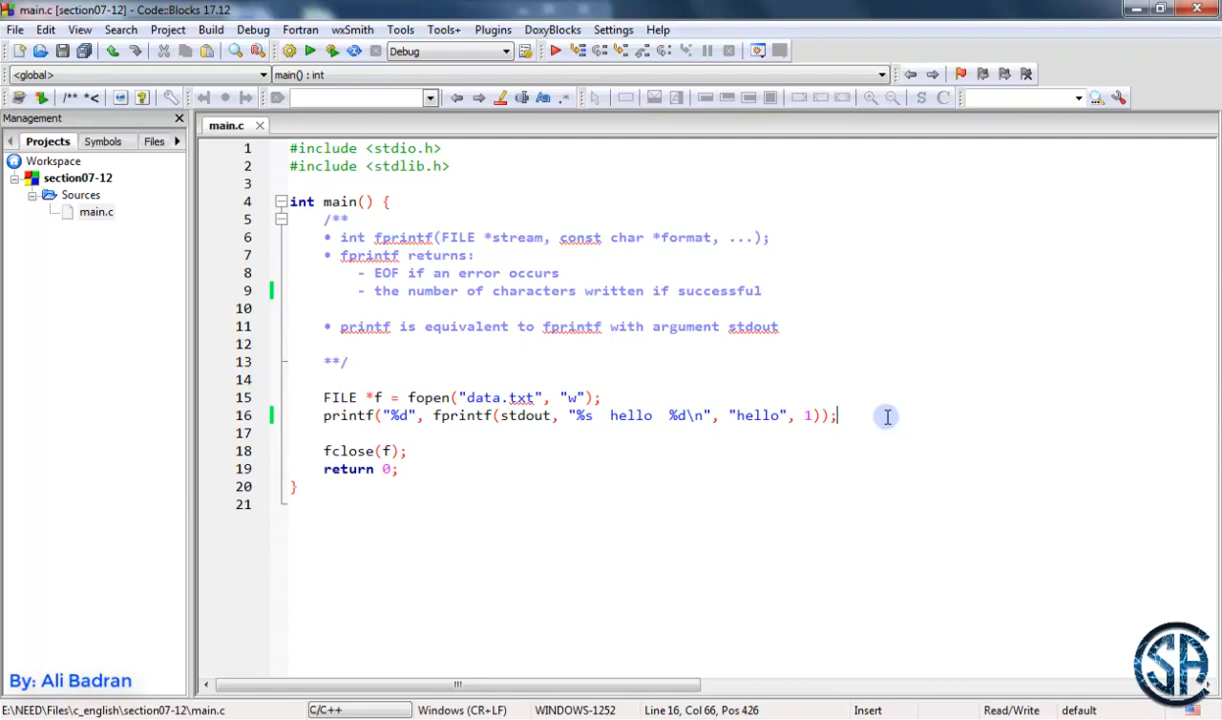 main.c [section07-12] - Code::Blocks 17.12
File Edit View Search Project Build Debug Fortran wxSmith Tools Tools+ Plugins DoxyBlocks Settings Help
Debug
<global> main() : int
/** *< S C
Management
main.c
Projects Symbols Files
Workspace
section07-12
Sources
main.c
1 #include <stdio.h>
2 #include <stdlib.h>
3
4 int main() {
5 /**
6 • int fprintf(FILE *stream, const char *format, ...);
7 • fprintf returns:
8 - EOF if an error occurs
9 - the number of characters written if successful
10
11 • printf is equivalent to fprintf with argument stdout
12
13 **/
14
15 FILE *f = fopen("data.txt", "w");
16 printf("%d", fprintf(stdout, "%s  hello  %d\n", "hello", 1));
17
18 fclose(f);
19 return 0;
20 }
21
By: Ali Badran
CSA
E:\NEED\Files\c_english\section07-12\main.c C/C++ Windows (CR+LF) WINDOWS-1252 Line 16, Col 66, Pos 426 Insert Read/Write default